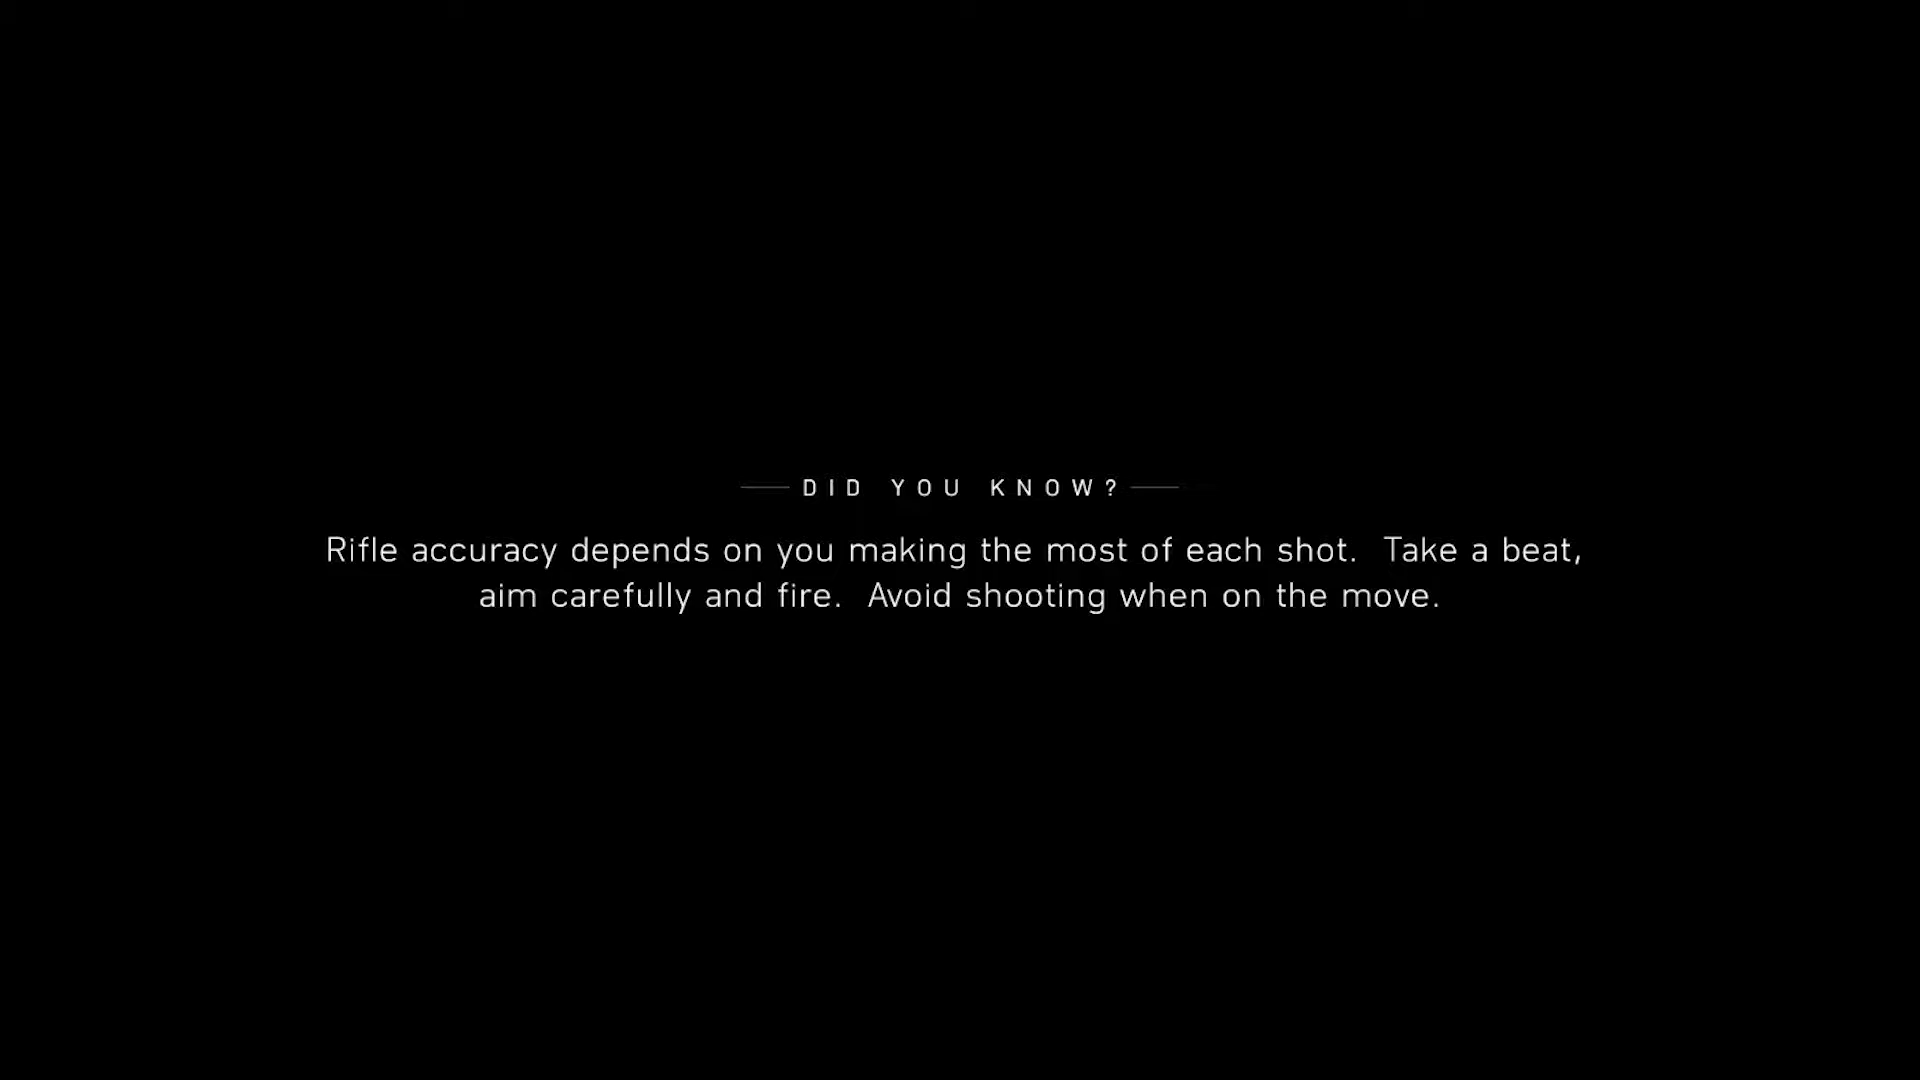 DID YOU KNOW?
Rifle accuracy depends on you making the most of each shot.  Take a beat,
aim carefully and fire.  Avoid shooting when on the move.